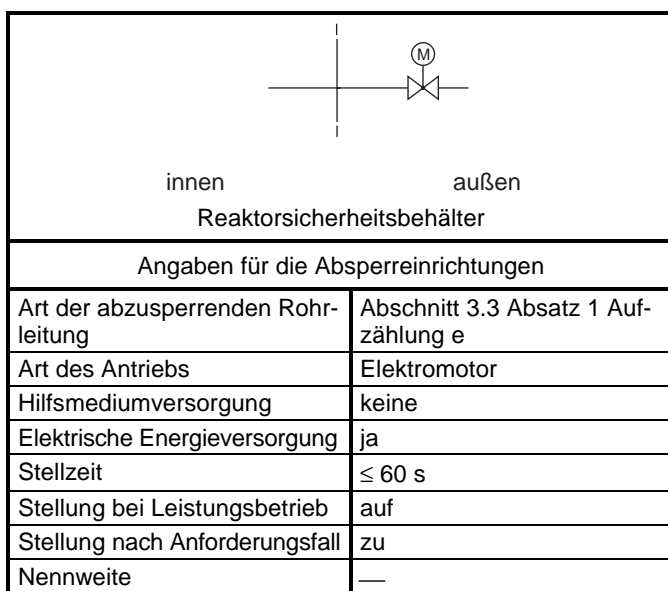 M
innen außen
Reaktorsicherheitsbehälter
Angaben für die Absperreinrichtungen
Art der abzusperrenden Rohr-
leitung
Abschnitt 3.3 Absatz 1 Auf-
zählung e
Art des Antriebs Elektromotor
Hilfsmediumversorgung keine
Elektrische Energieversorgung ja
Stellzeit ≤ 60 s
Stellung bei Leistungsbetrieb auf
Stellung nach Anforderungsfall zu
Nennweite —